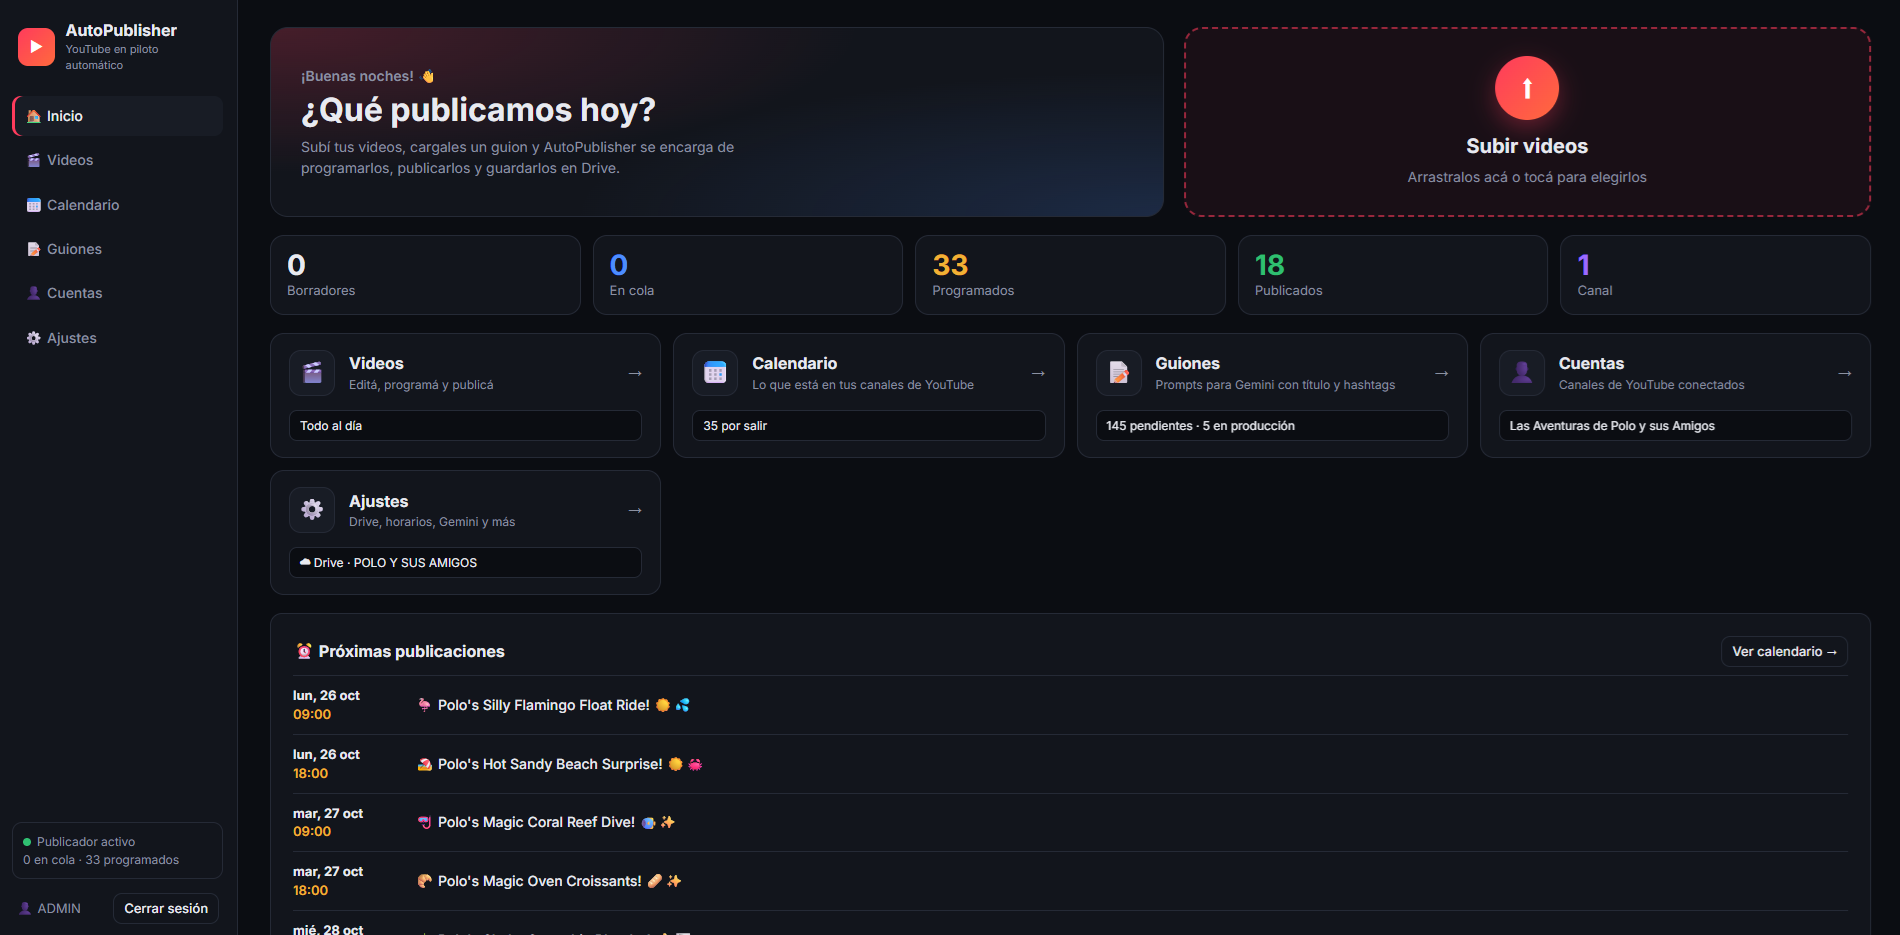 AutoPublisher
YouTube en piloto
automático
Inicio
Videos
Calendario
Guiones
Cuentas
Ajustes
Publicador activo
0 en cola · 33 programados
ADMIN
Cerrar sesión
¡Buenas noches! 👋
¿Qué publicamos hoy?
Subí tus videos, cargales un guion y AutoPublisher se encarga de
programarlos, publicarlos y guardarlos en Drive.
Subir videos
Arrastralos acá o tocá para elegirlos
0
Borradores
0
En cola
33
Programados
18
Publicados
1
Canal
Videos
Editá, programá y publicá
→
Todo al día
Calendario
Lo que está en tus canales de YouTube
→
35 por salir
Guiones
Prompts para Gemini con título y hashtags
→
145 pendientes · 5 en producción
Cuentas
Canales de YouTube conectados
→
Las Aventuras de Polo y sus Amigos
Ajustes
Drive, horarios, Gemini y más
→
Drive · POLO Y SUS AMIGOS
Próximas publicaciones
Ver calendario →
lun, 26 oct
09:00
Polo's Silly Flamingo Float Ride!
lun, 26 oct
18:00
Polo's Hot Sandy Beach Surprise!
mar, 27 oct
09:00
Polo's Magic Coral Reef Dive!
mar, 27 oct
18:00
Polo's Magic Oven Croissants!
mié, 28 oct